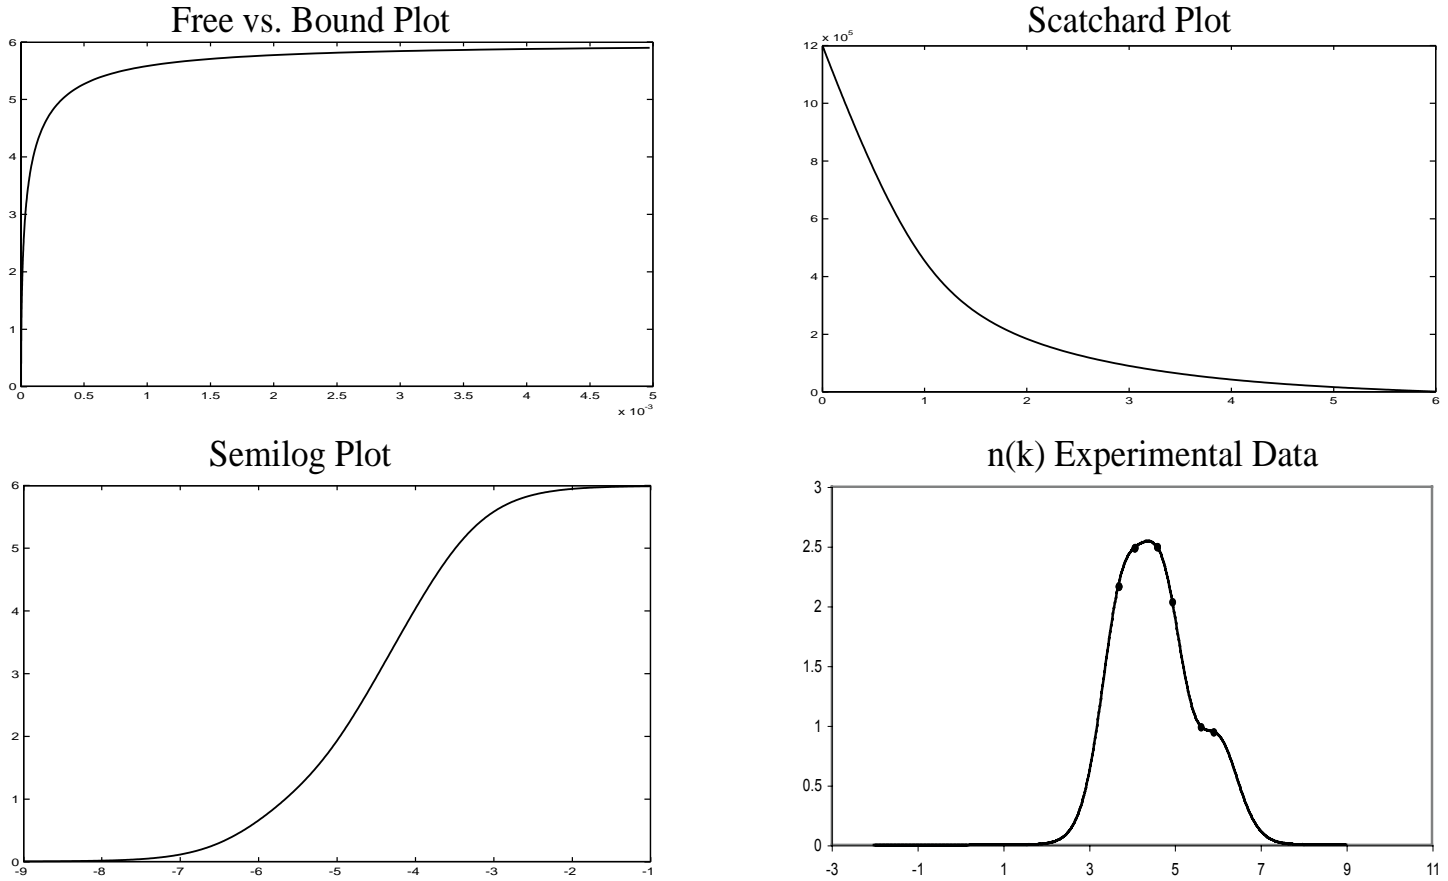 Free vs. Bound Plot
6
5
4
3
2
1
0
0 0.5 1 1.5 2 2.5 3 3.5 4 4.5 5
x 10-3
Scatchard Plot
x 105
12
10
8
6
4
2
0
0 1 2 3 4 5 6
Semilog Plot
6
5
4
3
2
1
0
-9 -8 -7 -6 -5 -4 -3 -2 -1
n(k) Experimental Data
3
2.5
2
1.5
1
0.5
0
-3 -1 1 3 5 7 9 11